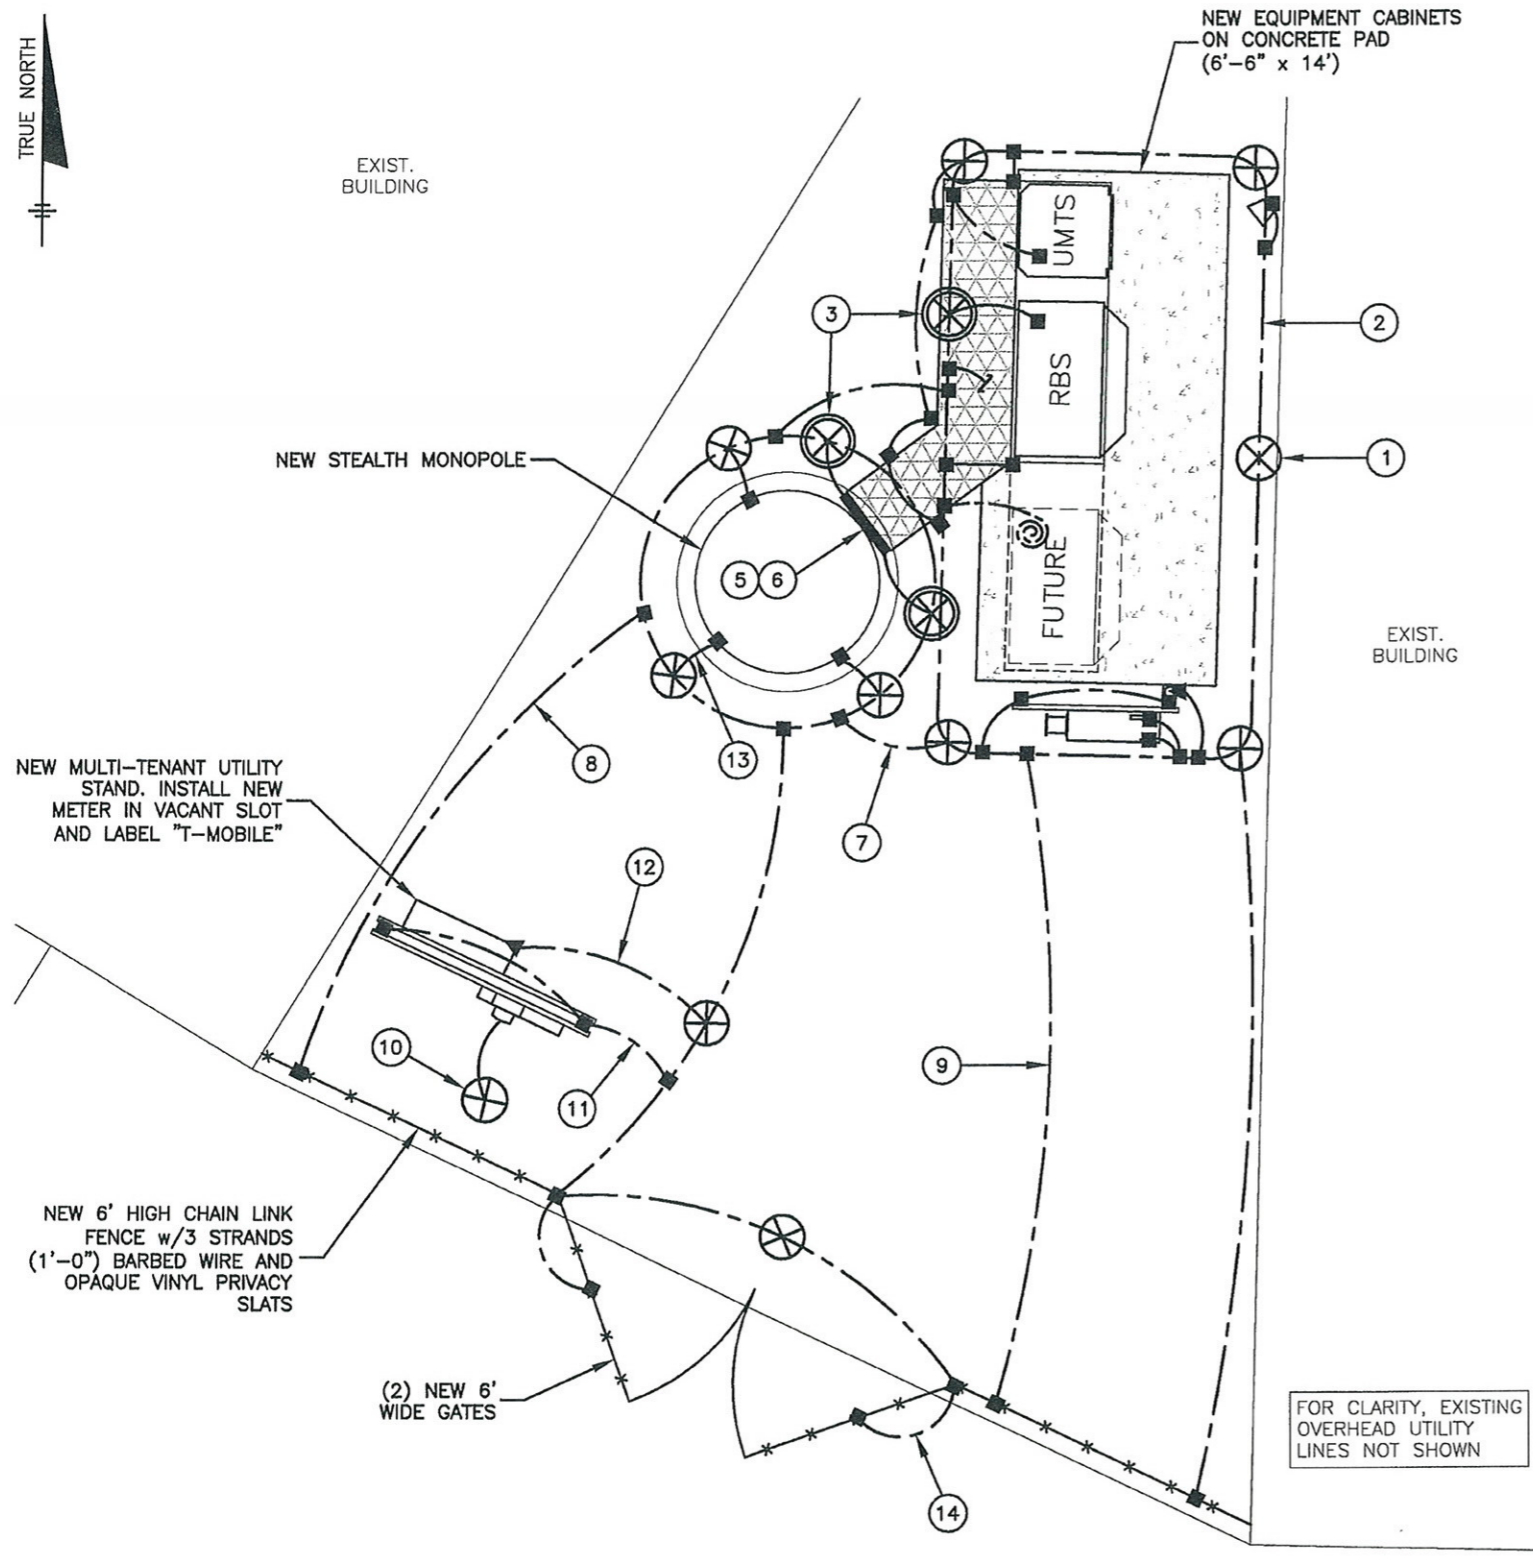 NEW EQUIPMENT CABINETS
ON CONCRETE PAD
(6'-6" x 14')
TRUE NORTH
EXIST.
BUILDING
UMTS
3
2
RBS
NEW STEALTH MONOPOLE
1
5
6
FUTURE
EXIST.
BUILDING
8
13
NEW MULTI-TENANT UTILITY
STAND. INSTALL NEW
METER IN VACANT SLOT
AND LABEL "T-MOBILE"
7
12
10
9
11
NEW 6' HIGH CHAIN LINK
FENCE w/3 STRANDS
(1'-0") BARBED WIRE AND
OPAQUE VINYL PRIVACY
SLATS
(2) NEW 6'
WIDE GATES
FOR CLARITY, EXISTING
OVERHEAD UTILITY
LINES NOT SHOWN
14